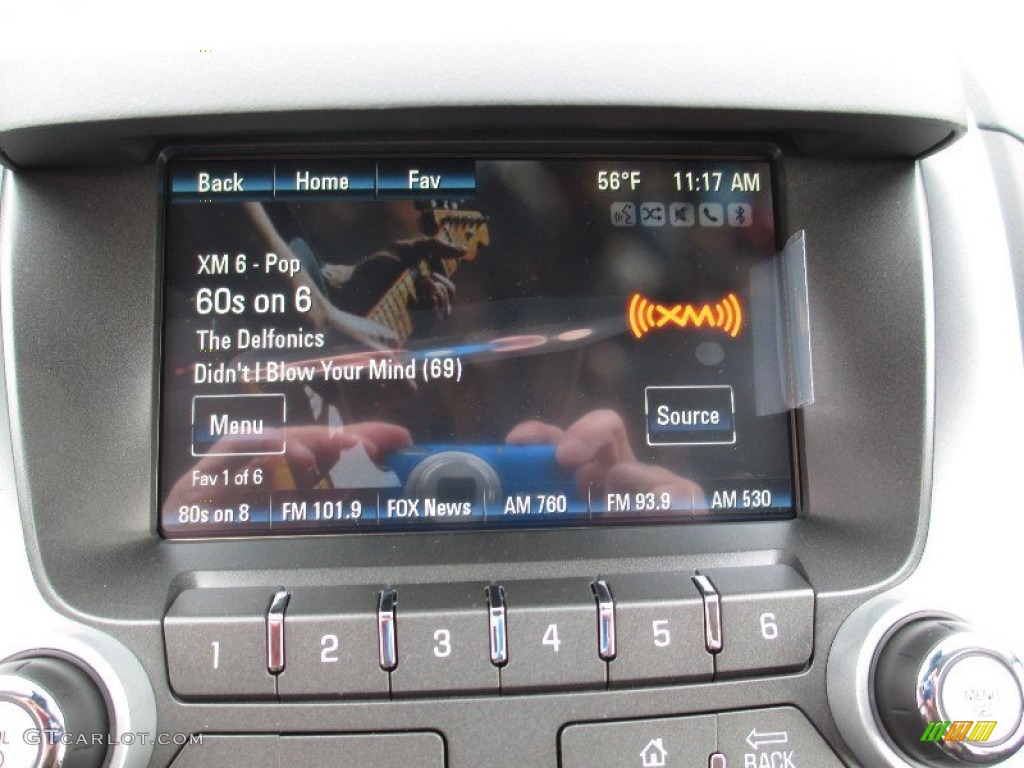 Back Home Fav 56°F 11:17 AM
XM 6 - Pop
60s on 6
((XM))
The Delfonics
Didn't I Blow Your Mind (69)
Menu Source
Fav 1 of 6
80s on 8 FM 101.9 FOX News AM 760 FM 93.9 AM 530
1 2 3 4 5 6
MENU
SEL
GTCARLOT.COM
BACK